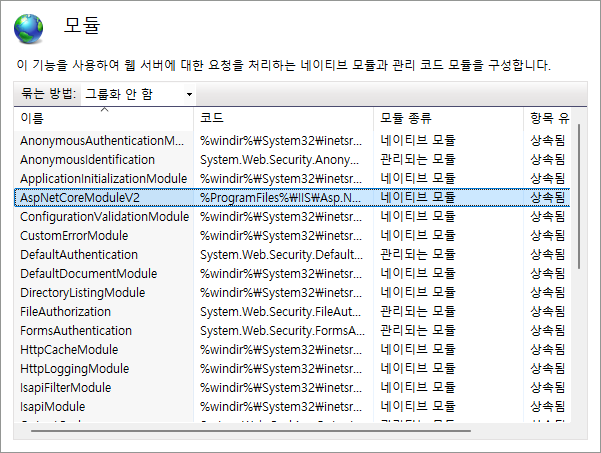 모듈
이 기능을 사용하여 웹 서버에 대한 요청을 처리하는 네이티브 모듈과 관리 코드 모듈을 구성합니다.
묶는 방법: 그룹화 안 함
이름 코드 모듈 종류 항목 유
AnonymousAuthenticationM... %windir%₩System32₩inetsr... 네이티브 모듈 상속됨
AnonymousIdentification System.Web.Security.Anony... 관리되는 모듈 상속됨
ApplicationInitializationModule %windir%₩System32₩inetsr... 네이티브 모듈 상속됨
AspNetCoreModuleV2 %ProgramFiles%₩IIS₩Asp.N... 네이티브 모듈 상속됨
ConfigurationValidationModule %windir%₩System32₩inetsr... 네이티브 모듈 상속됨
CustomErrorModule %windir%₩System32₩inetsr... 네이티브 모듈 상속됨
DefaultAuthentication System.Web.Security.Default... 관리되는 모듈 상속됨
DefaultDocumentModule %windir%₩System32₩inetsr... 네이티브 모듈 상속됨
DirectoryListingModule %windir%₩System32₩inetsr... 네이티브 모듈 상속됨
FileAuthorization System.Web.Security.FileAut... 관리되는 모듈 상속됨
FormsAuthentication System.Web.Security.FormsA... 관리되는 모듈 상속됨
HttpCacheModule %windir%₩System32₩inetsr... 네이티브 모듈 상속됨
HttpLoggingModule %windir%₩System32₩inetsr... 네이티브 모듈 상속됨
IsapiFilterModule %windir%₩System32₩inetsr... 네이티브 모듈 상속됨
IsapiModule %windir%₩System32₩inetsr... 네이티브 모듈 상속됨